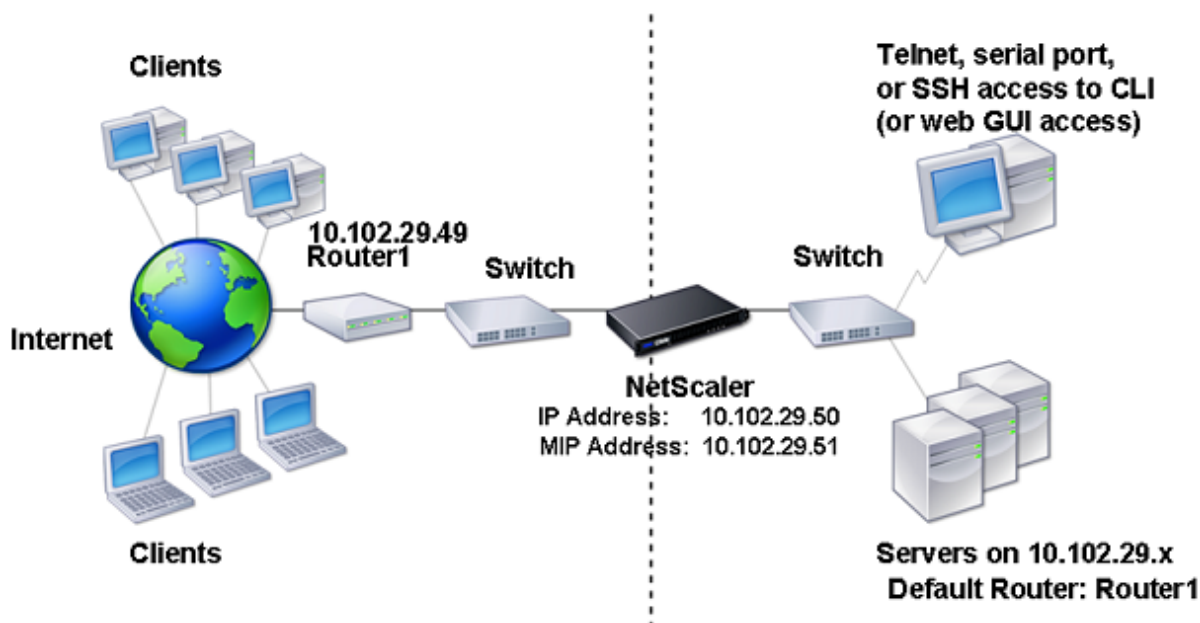 Clients
Telnet, serial port,
or SSH access to CLI
(or web GUI access)
10.102.29.49
Router1
Switch
Switch
Internet
NetScaler
IP Address: 10.102.29.50
MIP Address: 10.102.29.51
Clients
Servers on 10.102.29.x
Default Router: Router1